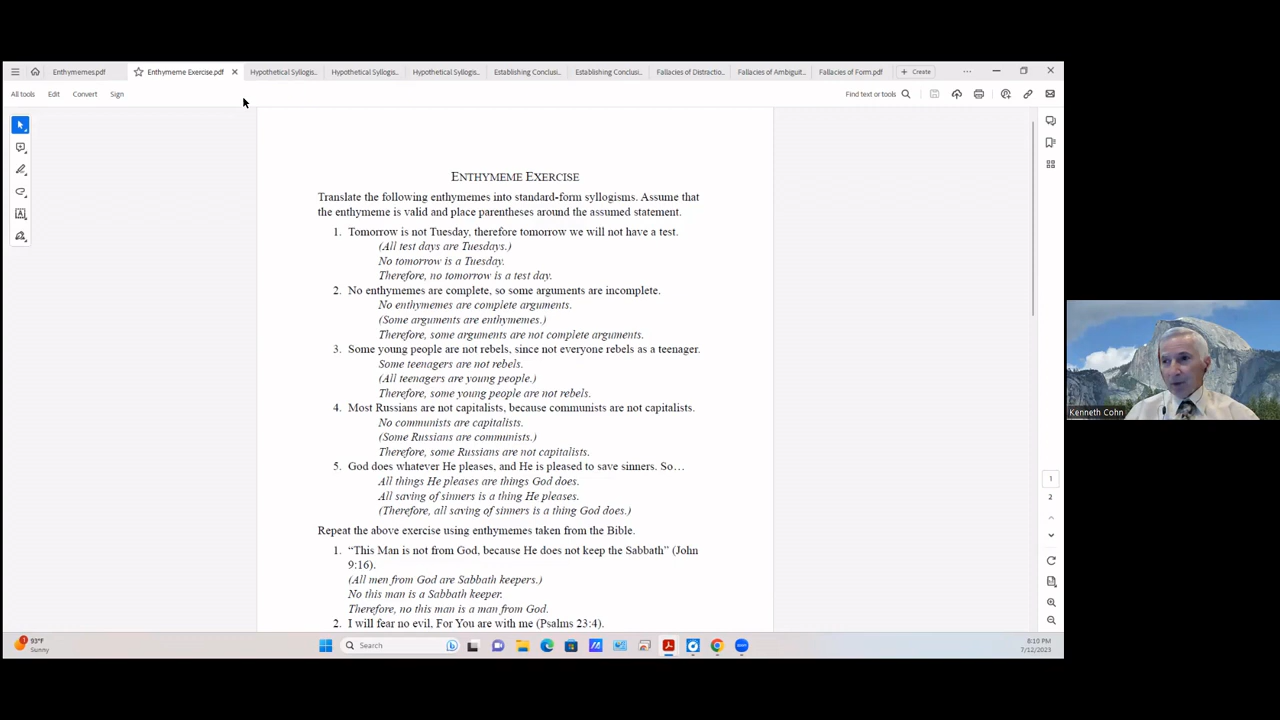 Enthymemes.pdf
Enthymeme Exercise.pdf
Hypothetical Syllogis...
Hypothetical Syllogis...
Hypothetical Syllogis...
Establishing Conclusi...
Establishing Conclusi...
Fallacies of Distractio...
Fallacies of Ambiguit...
Fallacies of Form.pdf
+ Create
All tools Edit Convert Sign
Find text or tools
ENTHYMEME EXERCISE
Translate the following enthymemes into standard-form syllogisms. Assume that
the enthymeme is valid and place parentheses around the assumed statement.
1. Tomorrow is not Tuesday, therefore tomorrow we will not have a test.
(All test days are Tuesdays.)
No tomorrow is a Tuesday.
Therefore, no tomorrow is a test day.
2. No enthymemes are complete, so some arguments are incomplete.
No enthymemes are complete arguments.
(Some arguments are enthymemes.)
Therefore, some arguments are not complete arguments.
3. Some young people are not rebels, since not everyone rebels as a teenager.
Some teenagers are not rebels.
(All teenagers are young people.)
Therefore, some young people are not rebels.
4. Most Russians are not capitalists, because communists are not capitalists.
No communists are capitalists.
(Some Russians are communists.)
Therefore, some Russians are not capitalists.
5. God does whatever He pleases, and He is pleased to save sinners. So…
All things He pleases are things God does.
All saving of sinners is a thing He pleases.
(Therefore, all saving of sinners is a thing God does.)
Repeat the above exercise using enthymemes taken from the Bible.
1. “This Man is not from God, because He does not keep the Sabbath” (John
9:16).
(All men from God are Sabbath keepers.)
No this man is a Sabbath keeper.
Therefore, no this man is a man from God.
2. I will fear no evil. For You are with me (Psalms 23:4).
Kenneth Cohn
1
2
1
93°F
Sunny
Search
8:10 PM
7/12/2023